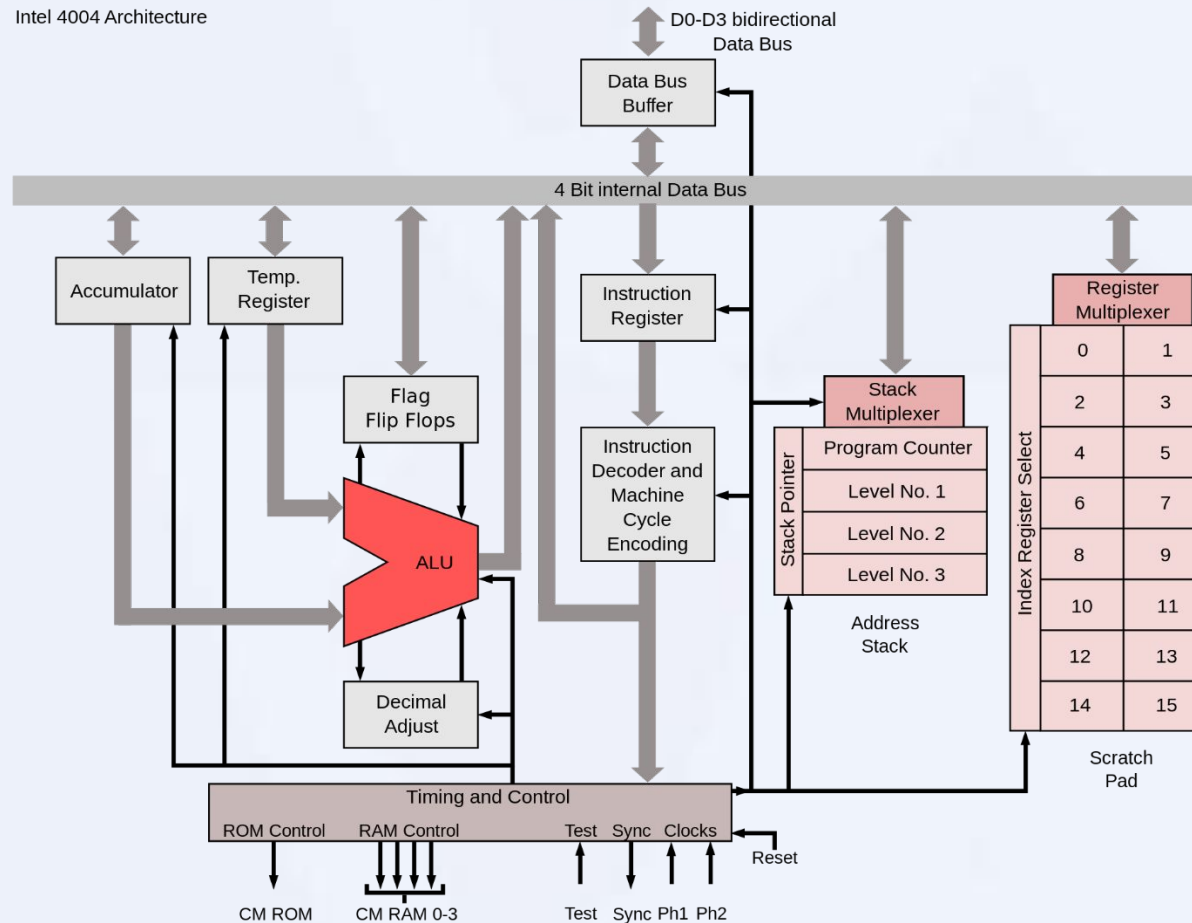 Intel 4004 Architecture
D0-D3 bidirectional
Data Bus
Data Bus
Buffer
4 Bit internal Data Bus
Accumulator
Temp.
Register
Instruction
Register
Register
Multiplexer
Flag
Flip Flops
Stack
Multiplexer
Instruction
Decoder and
Machine
Cycle
Encoding
ALU
Decimal
Adjust
Stack Pointer
Program Counter
Level No. 1
Level No. 2
Level No. 3
Address
Stack
Index Register Select
0 1
2 3
4 5
6 7
8 9
10 11
12 13
14 15
Scratch
Pad
Timing and Control
ROM Control RAM Control Test Sync Clocks
Reset
CM ROM CM RAM 0-3 Test Sync Ph1 Ph2